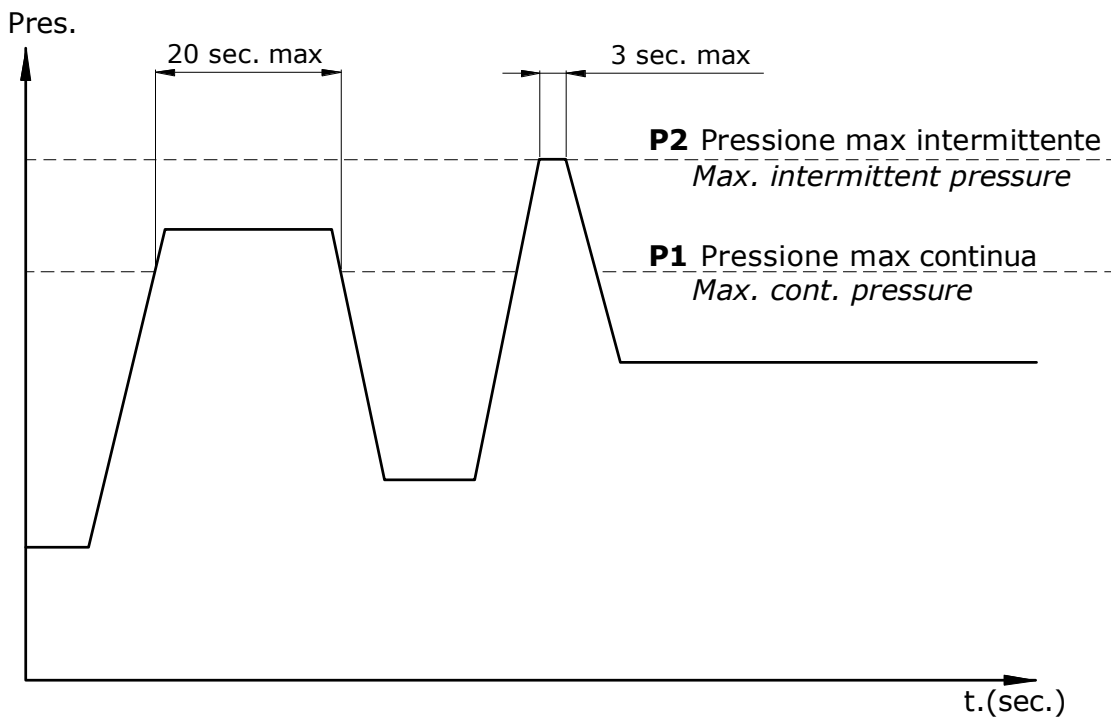 Pres.
20 sec. max
3 sec. max
P2 Pressione max intermittente
Max. intermittent pressure
P1 Pressione max continua
Max. cont. pressure
t.(sec.)